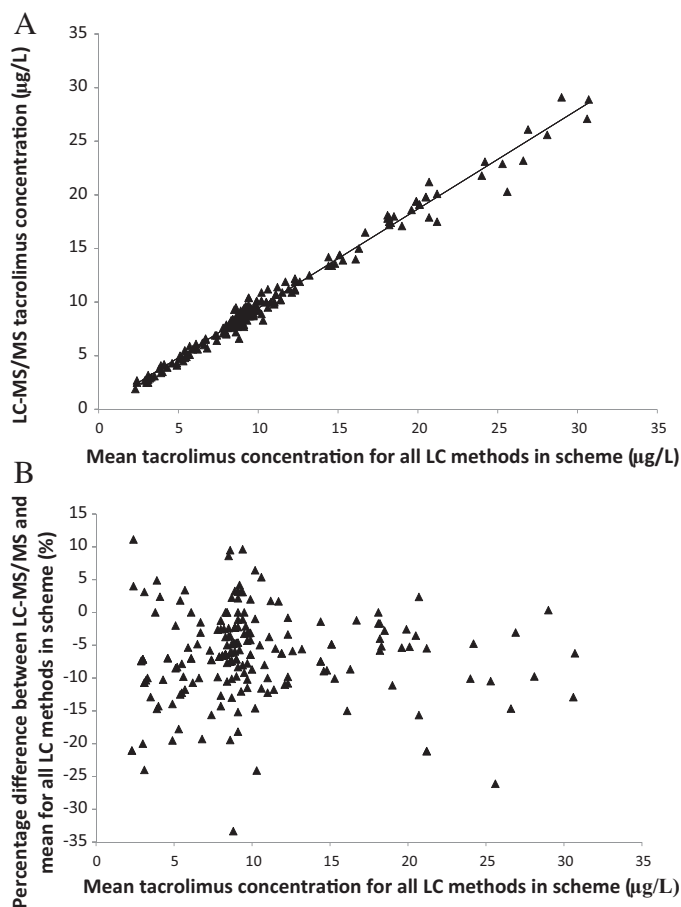 A
LC-MS/MS tacrolimus concentration (µg/L)
35
30
25
20
15
10
5
0
0 5 10 15 20 25 30 35
Mean tacrolimus concentration for all LC methods in scheme (µg/L)
B
Percentage difference between LC-MS/MS and
mean for all LC methods in scheme (%)
15
10
5
0
-5
-10
-15
-20
-25
-30
-35
0 5 10 15 20 25 30 35
Mean tacrolimus concentration for all LC methods in scheme (µg/L)